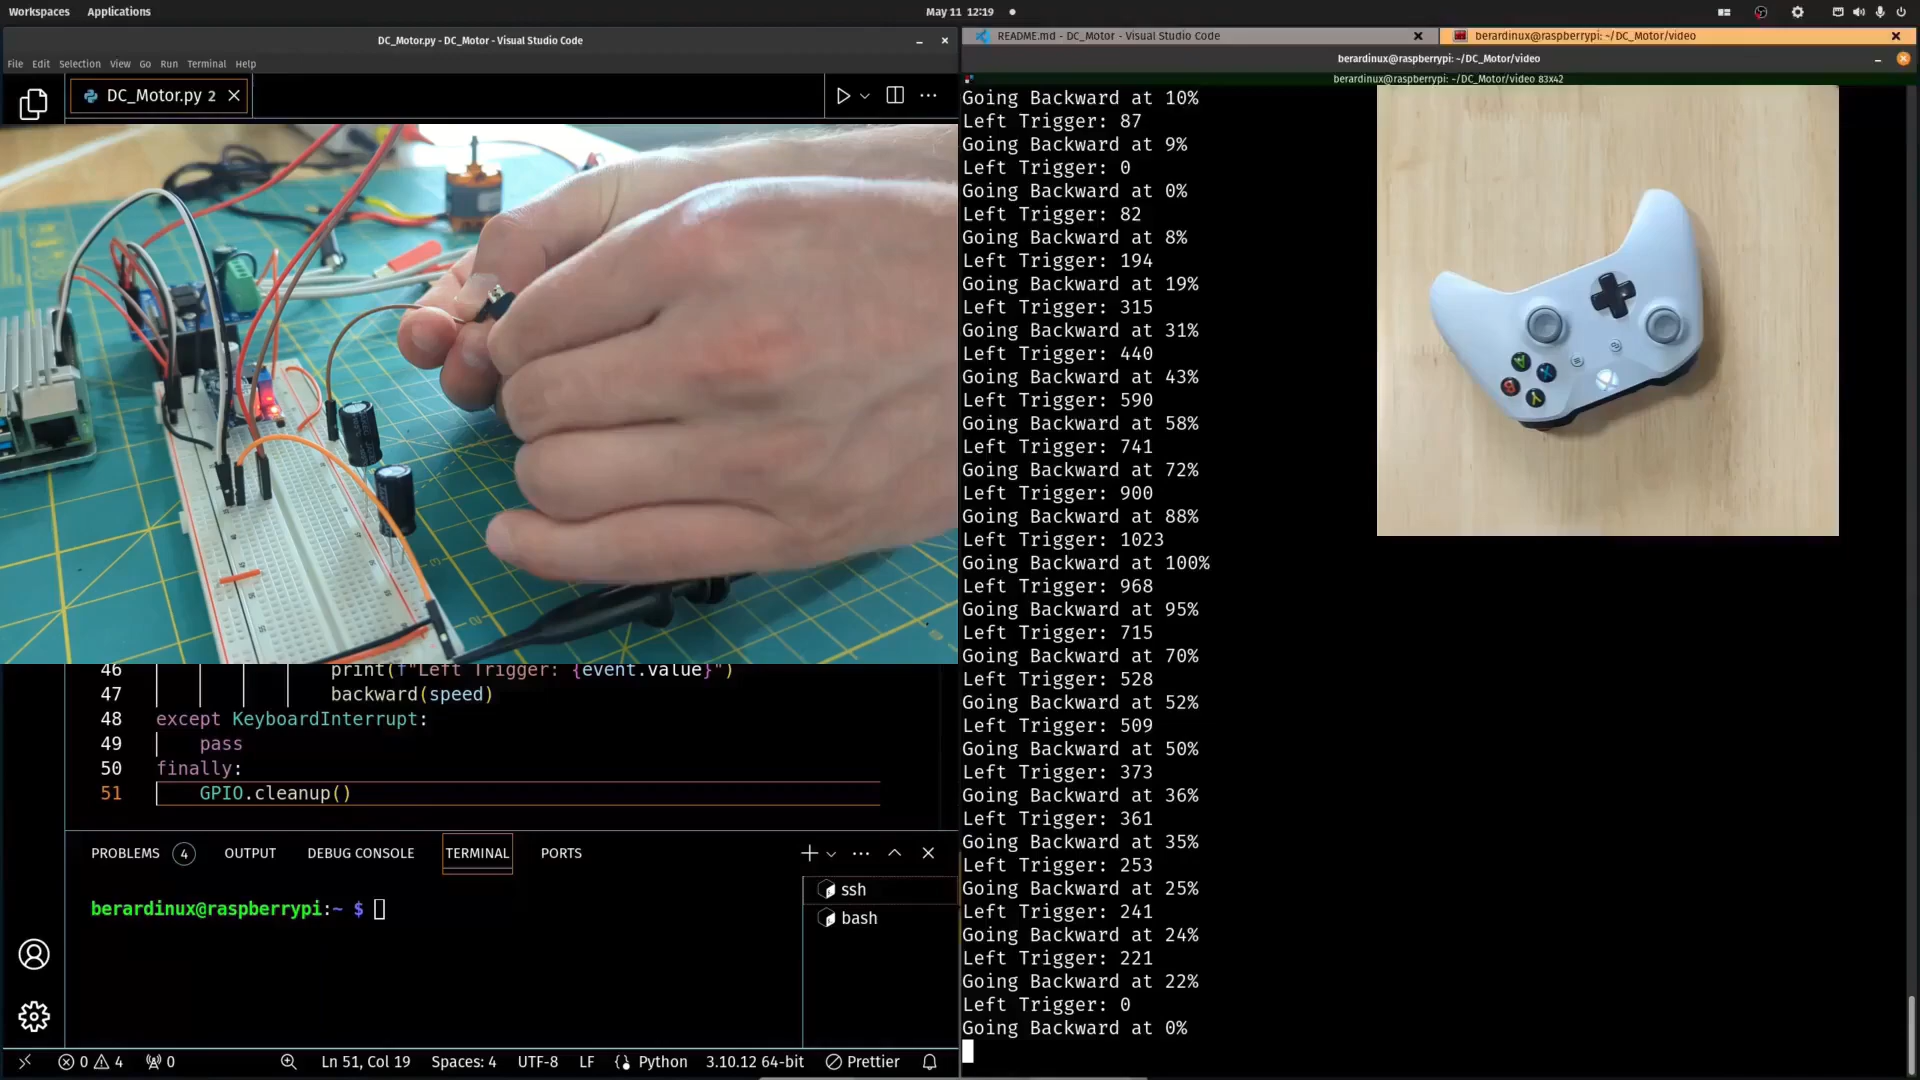 Workspaces Applications May 11 12:19
DC_Motor.py - DC_Motor - Visual Studio Code
File Edit Selection View Go Run Terminal Help
DC_Motor.py 2
46 print(f"Left Trigger: {event.value}")
47 backward(speed)
48 except KeyboardInterrupt:
49 pass
50 finally:
51 GPIO.cleanup()
PROBLEMS 4 OUTPUT DEBUG CONSOLE TERMINAL PORTS
ssh
bash
berardinux@raspberrypi:~ $
0 4 0 Ln 51, Col 19 Spaces: 4 UTF-8 LF Python 3.10.12 64-bit Prettier
README.md - DC_Motor - Visual Studio Code
berardinux@raspberrypi: ~/DC_Motor/video
berardinux@raspberrypi: ~/DC_Motor/video
berardinux@raspberrypi: ~/DC_Motor/video 83x42
Going Backward at 10%
Left Trigger: 87
Going Backward at 9%
Left Trigger: 0
Going Backward at 0%
Left Trigger: 82
Going Backward at 8%
Left Trigger: 194
Going Backward at 19%
Left Trigger: 315
Going Backward at 31%
Left Trigger: 440
Going Backward at 43%
Left Trigger: 590
Going Backward at 58%
Left Trigger: 741
Going Backward at 72%
Left Trigger: 900
Going Backward at 88%
Left Trigger: 1023
Going Backward at 100%
Left Trigger: 968
Going Backward at 95%
Left Trigger: 715
Going Backward at 70%
Left Trigger: 528
Going Backward at 52%
Left Trigger: 509
Going Backward at 50%
Left Trigger: 373
Going Backward at 36%
Left Trigger: 361
Going Backward at 35%
Left Trigger: 253
Going Backward at 25%
Left Trigger: 241
Going Backward at 24%
Left Trigger: 221
Going Backward at 22%
Left Trigger: 0
Going Backward at 0%